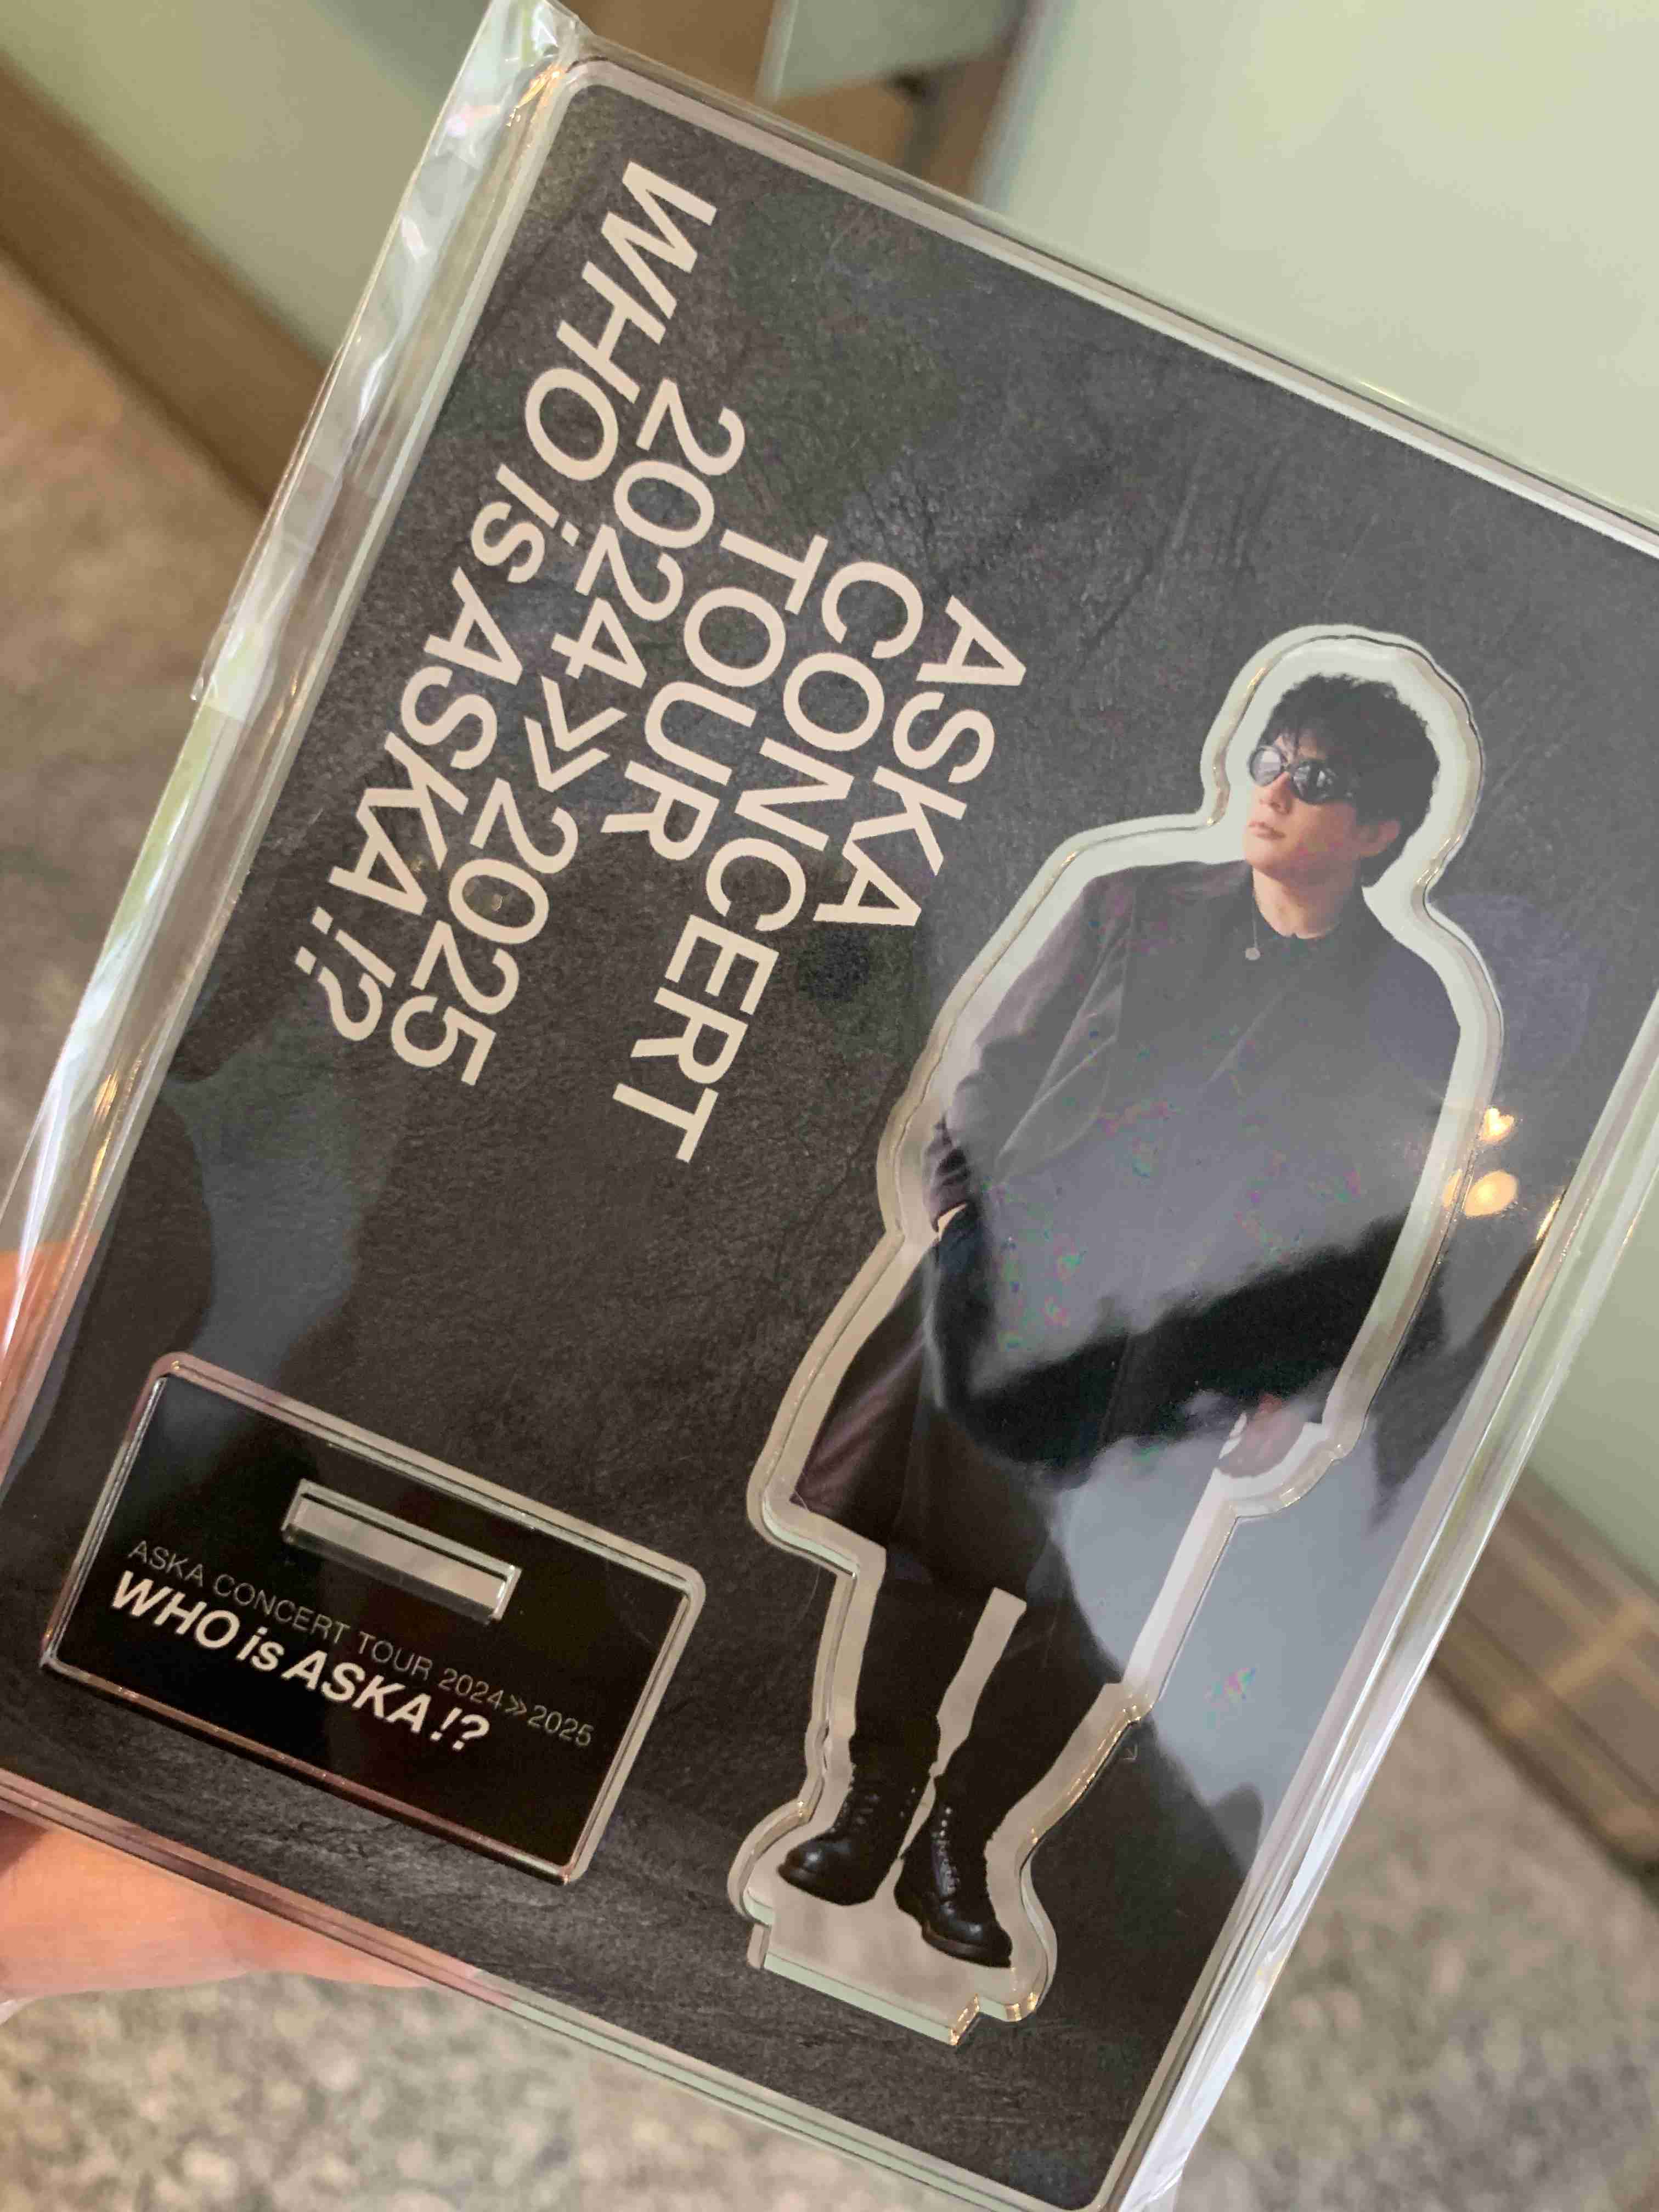 ASKA
CONCERT
TOUR
2024≫2025
WHO is ASKA !?
ASKA CONCERT TOUR 2024≫2025
WHO is ASKA !?